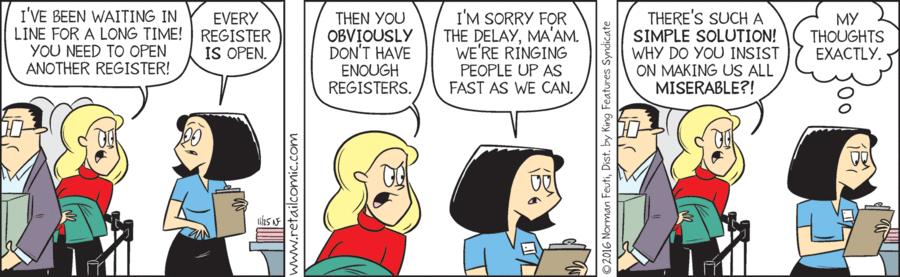 I'VE BEEN WAITING IN
LINE FOR A LONG TIME!
YOU NEED TO OPEN
ANOTHER REGISTER!
EVERY
REGISTER
IS OPEN.
11/25 NF
www.retailcomic.com
THEN YOU
OBVIOUSLY
DON'T HAVE
ENOUGH
REGISTERS.
I'M SORRY FOR
THE DELAY, MA'AM.
WE'RE RINGING
PEOPLE UP AS
FAST AS WE CAN.
©2016 Norman Feuti, Dist. by King Features Syndicate
THERE'S SUCH A
SIMPLE SOLUTION!
WHY DO YOU INSIST
ON MAKING US ALL
MISERABLE?!
MY
THOUGHTS
EXACTLY.